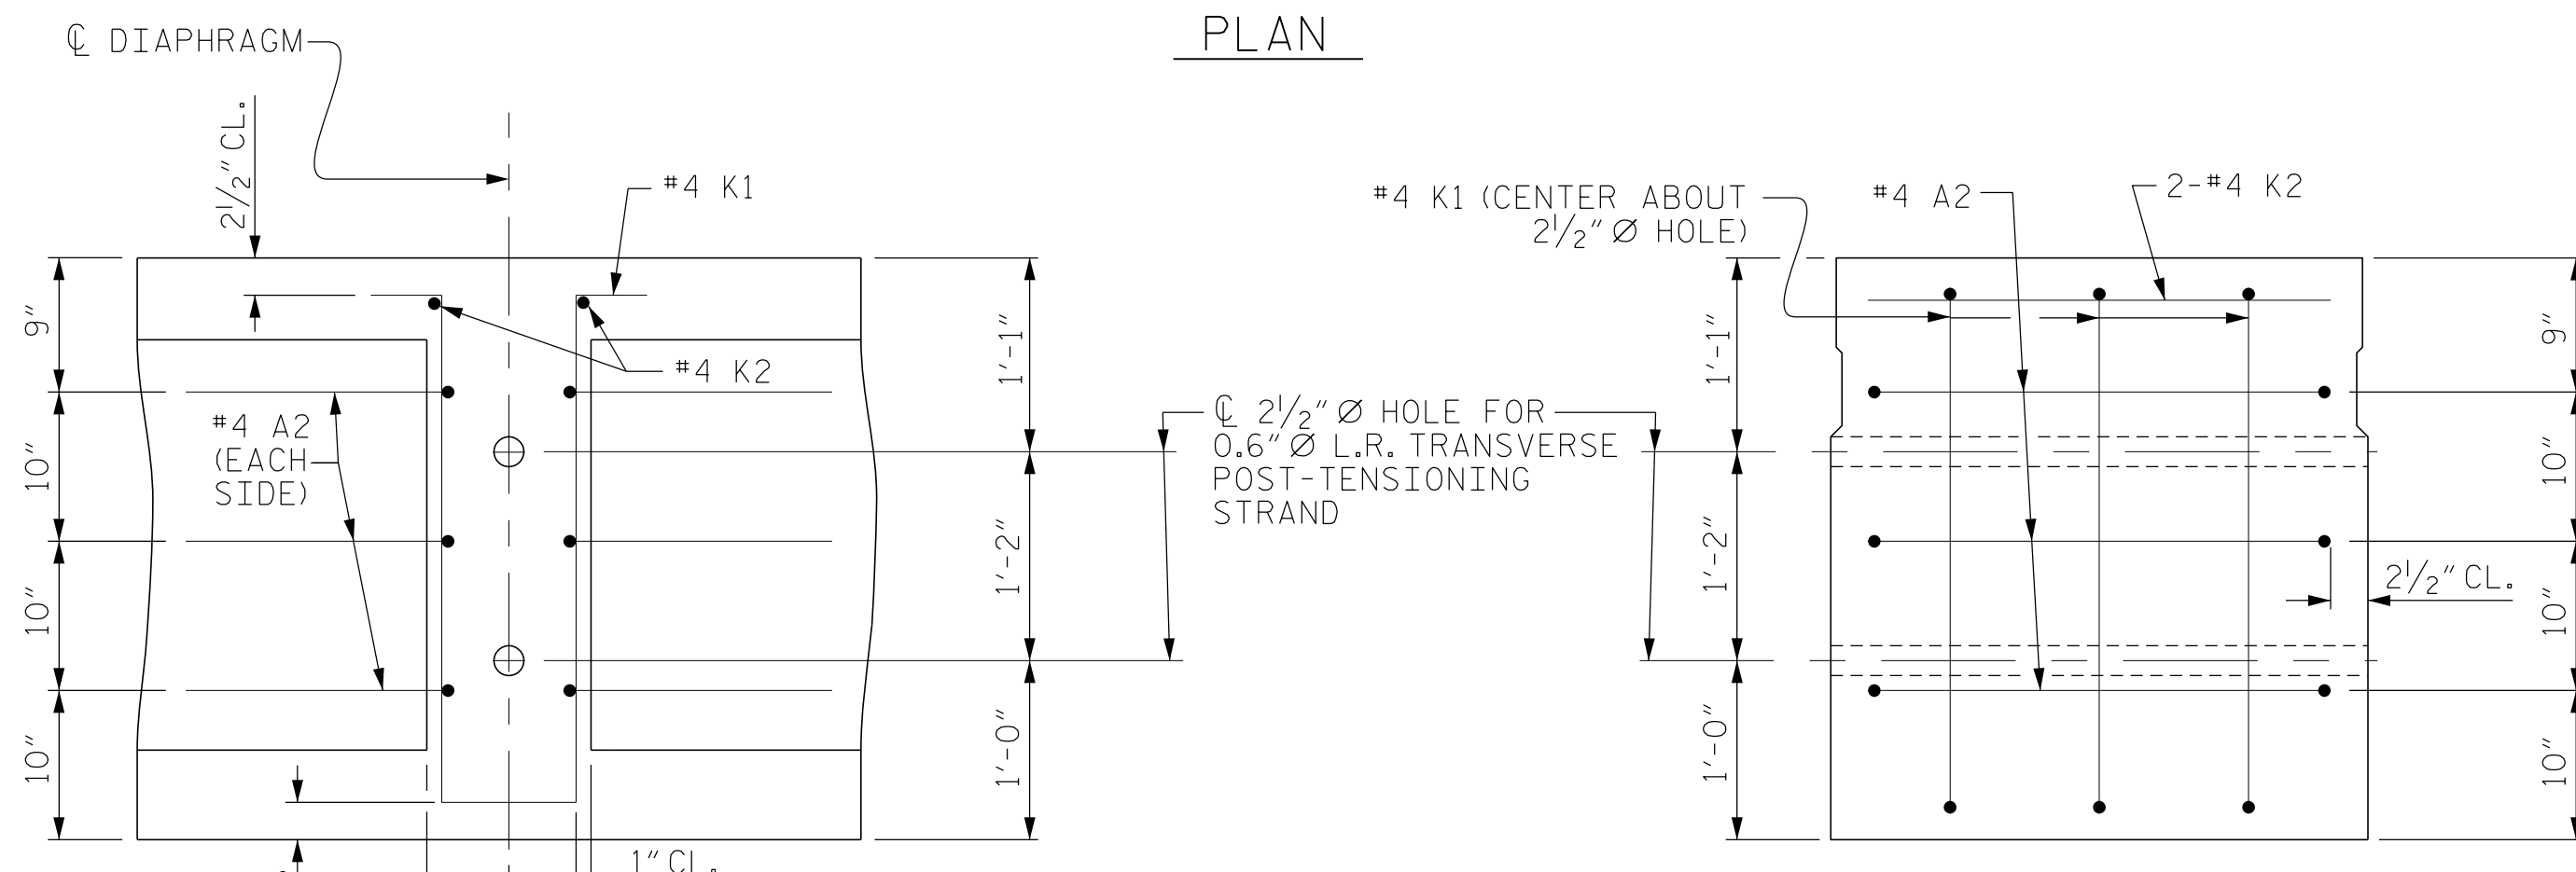 PLAN
℄ DIAPHRAGM
2½" CL.
#4 K1
#4 K2
9"
10"
10"
10"
#4 A2
(EACH
SIDE)
1'-1"
1'-2"
1'-0"
1" CL.
℄ 2½" Ø HOLE FOR
0.6" Ø L.R. TRANSVERSE
POST-TENSIONING
STRAND
#4 K1 (CENTER ABOUT
2½" Ø HOLE)
#4 A2
2-#4 K2
1'-1"
1'-2"
1'-0"
9"
10"
10"
10"
2½" CL.